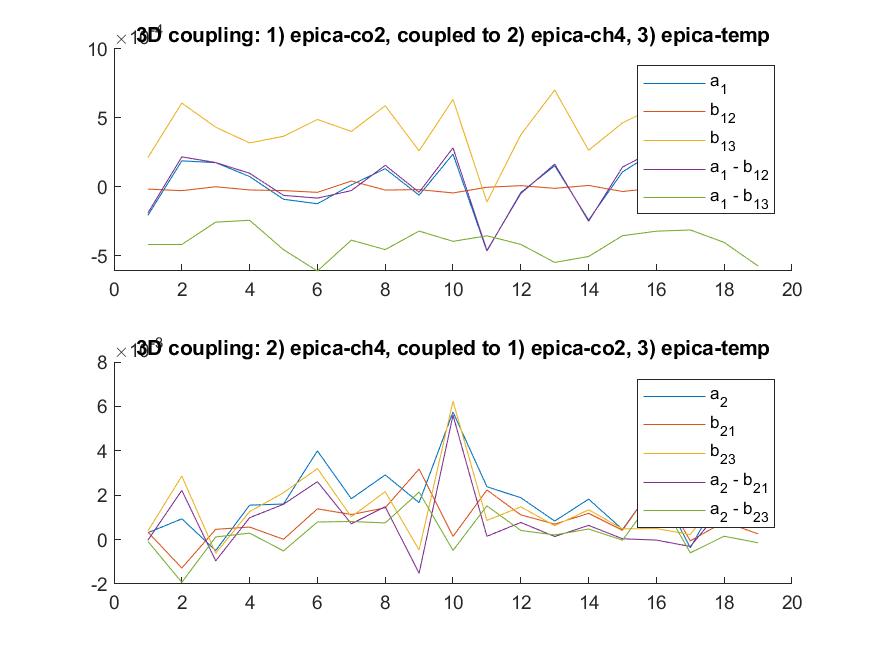 3D coupling: 1) epica-co2, coupled to 2) epica-ch4, 3) epica-temp
10
5
0
-5
0 2 4 6 8 10 12 14 16 18 20
a1
b12
b13
a1 - b12
a1 - b13
3D coupling: 2) epica-ch4, coupled to 1) epica-co2, 3) epica-temp
8
6
4
2
0
-2
0 2 4 6 8 10 12 14 16 18 20
a2
b21
b23
a2 - b21
a2 - b23